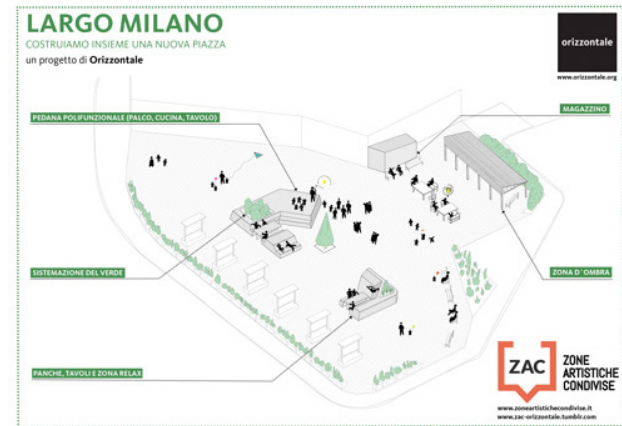 LARGO MILANO
COSTRUIAMO INSIEME UNA NUOVA PIAZZA
un progetto di Orizzontale
orizzontale
www.orizzontale.org
PEDANA POLIFUNZIONALE (PALCO, CUCINA, TAVOLO)
MAGAZZINO
SISTEMAZIONE DEL VERDE
ZONA D'OMBRA
PANCHE, TAVOLI E ZONA RELAX
ZAC
ZONE
ARTISTICHE
CONDIVISE
www.zoneartistichecondivise.it
www.zac-orizzontale.tumblr.com